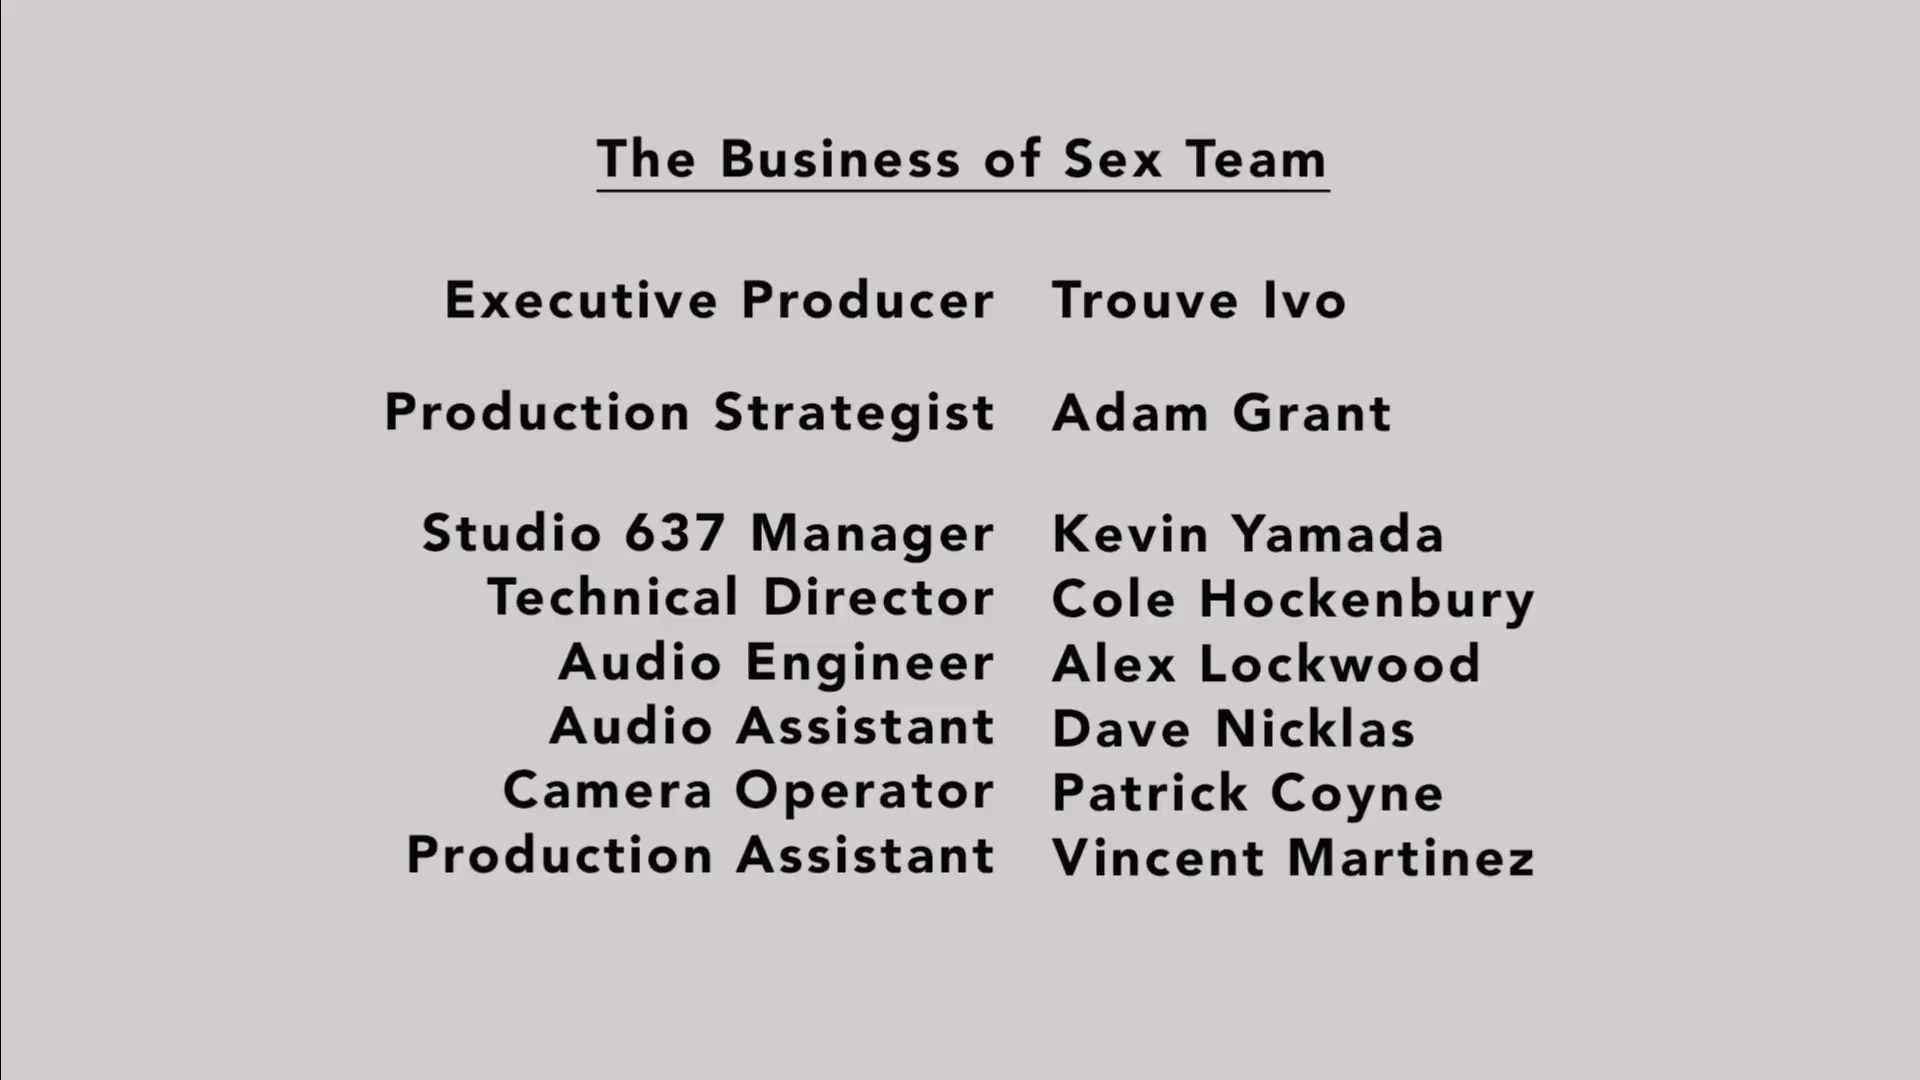 The Business of Sex Team
Executive Producer Trouve Ivo
Production Strategist Adam Grant
Studio 637 Manager Kevin Yamada
Technical Director Cole Hockenbury
Audio Engineer Alex Lockwood
Audio Assistant Dave Nicklas
Camera Operator Patrick Coyne
Production Assistant Vincent Martinez